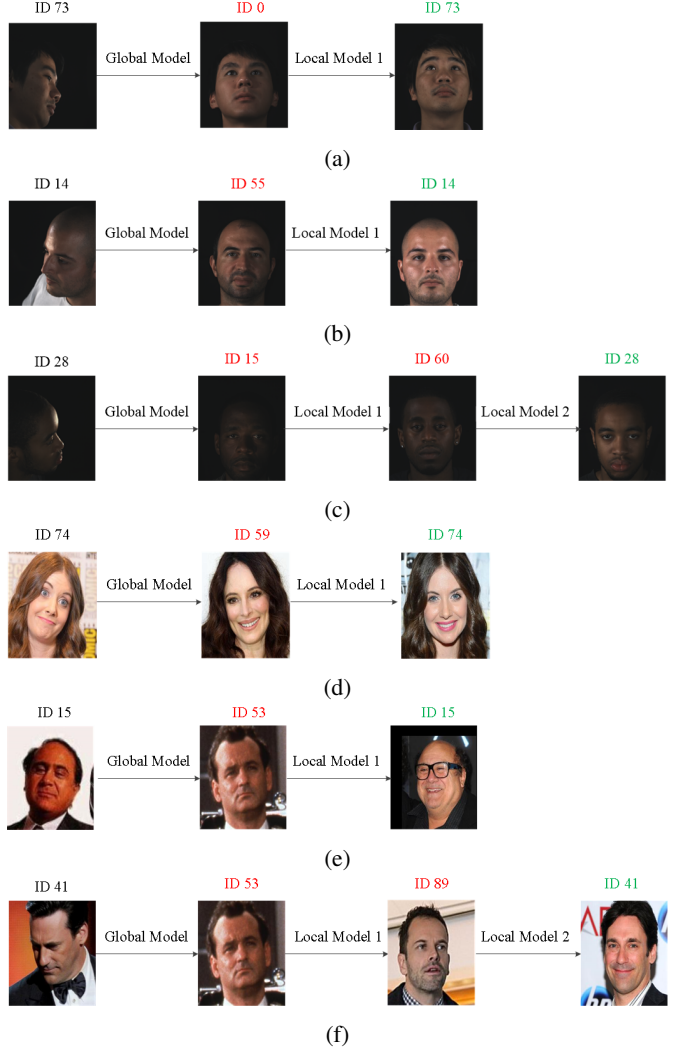 ID 73 ID 0 ID 73
Global Model Local Model 1
(a)
ID 14 ID 55 ID 14
Global Model Local Model 1
(b)
ID 28 ID 15 ID 60 ID 28
Global Model Local Model 1 Local Model 2
(c)
ID 74 ID 59 ID 74
Global Model Local Model 1
(d)
ID 15 ID 53 ID 15
Global Model Local Model 1
(e)
ID 41 ID 53 ID 89 ID 41
Global Model Local Model 1 Local Model 2
(f)